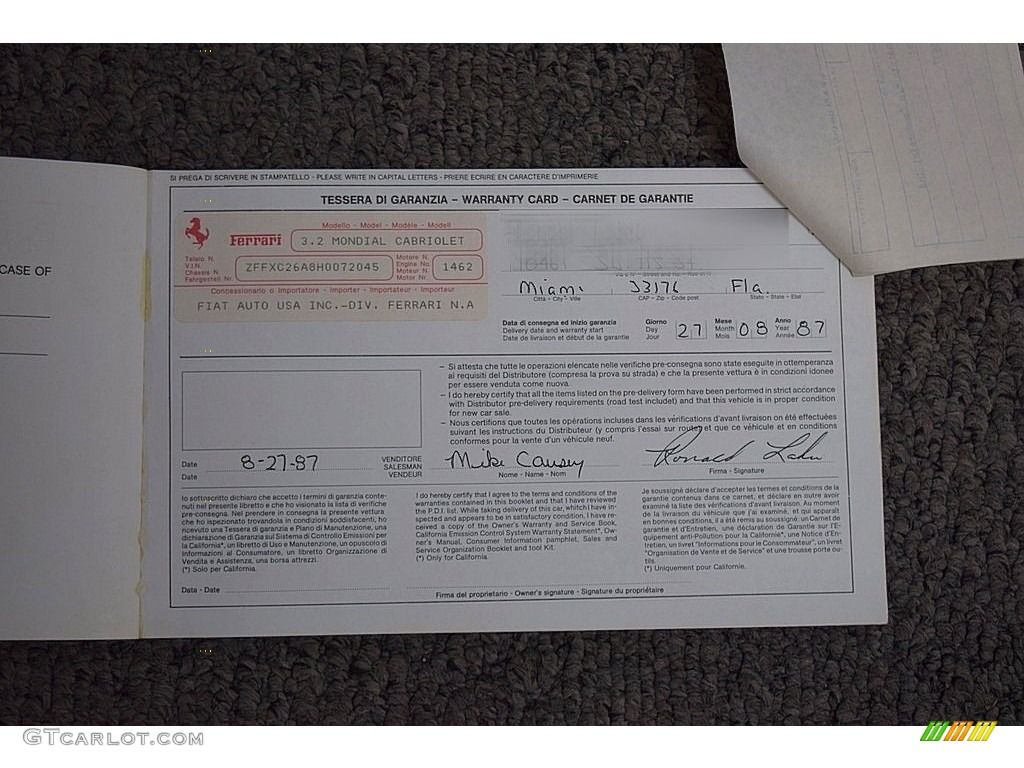 CASE OF
SI PREGA DI SCRIVERE IN STAMPATELLO - PLEASE WRITE IN CAPITAL LETTERS - PRIERE ECRIRE EN CARACTERE D'IMPRIMERIE
TESSERA DI GARANZIA – WARRANTY CARD – CARNET DE GARANTIE
Modello - Model - Modèle - Modell
Ferrari 3.2 MONDIAL CABRIOLET
Telaio N.
V.I.N.
Chassis N.
Fahrgestell Nr.
ZFFXC26A8H0072045
Motore N.
Engine No.
Moteur N.
Motor Nr.
1462
Concessionario o Importatore - Importer - Importateur - Importeur
FIAT AUTO USA INC.-DIV. FERRARI N.A
Miami 33176 Fla.
Città - City - Ville CAP - Zip - Code post State - State - Etat
Data di consegna ed inizio garanzia
Delivery date and warranty start
Date de livraison et début de la garantie
Giorno
Day
Jour
27
Mese
Month
Mois
08
Anno
Year
Année
87
– Si attesta che tutte le operazioni elencate nelle verifiche pre-consegna sono state eseguite in ottemperanza
ai requisiti del Distributore (compresa la prova su strada) e che la presente vettura è in condizioni idonee
per essere venduta come nuova.
– I do hereby certify that all the items listed on the pre-delivery form have been performed in strict accordance
with Distributor pre-delivery requirements (road test included) and that this vehicle is in proper condition
for new car sale.
– Nous certifions que toutes les opérations incluses dans les vérifications d'avant livraison on été effectuées
suivant les instructions du Distributeur (y compris l'essai sur route) et que ce véhicule et en conditions
conformes pour la vente d'un véhicule neuf.
Date 8-27-87
Date
VENDITORE
SALESMAN
VENDEUR
Mike Causey
Nome - Name - Nom
Ronald
Firma - Signature
Io sottoscritto dichiaro che accetto i termini di garanzia conte-
nuti nel presente libretto e che ho visionato la lista di verifiche
pre-consegna. Nel prendere in consegna la presente vettura
che ho ispezionato trovandola in condizioni soddisfacenti, ho
ricevuto una Tessera di garanzia e Piano di Manutenzione, una
dichiarazione di Garanzia sul Sistema di Controllo Emissioni per
la California*, un libretto di Uso e Manutenzione, un opuscolo di
Informazioni al Consumatore, un libretto Organizzazione di
Vendita e Assistenza, una borsa attrezzi.
(*) Solo per California.
I do hereby certify that I agree to the terms and conditions of the
warranties contained in this booklet and that I have reviewed
the P.D.I. list. While taking delivery of this car, which I have in-
spected and appears to be in satisfactory condition, I have re-
ceived a copy of the Owner's Warranty and Service Book,
California Emission Control System Warranty Statement*, Ow-
ner's Manual, Consumer Information pamphlet, Sales and
Service Organization Booklet and tool Kit.
(*) Only for California.
Je soussigné déclare d'accepter les termes et conditions de la
garantie contenus dans ce carnet, et déclare en outre avoir
examiné la liste des vérifications d'avant livraison. Au moment
de la livraison du véhicule que j'ai examiné, et qui apparaît
en bonnes conditions, il a été remis au soussigné: un Carnet de
garantie et d'Entretien, une déclaration de Garantie sur l'E-
quipement anti-Pollution pour la California*, une Notice d'En-
tretien, un livret "Informations pour le Consommateur", un livret
"Organisation de Vente et de Service" et une trousse porte ou-
tils.
(*) Uniquement pour Californie.
Data - Date
Firma del proprietario - Owner's signature - Signature du propriétaire
GTcarlot.com